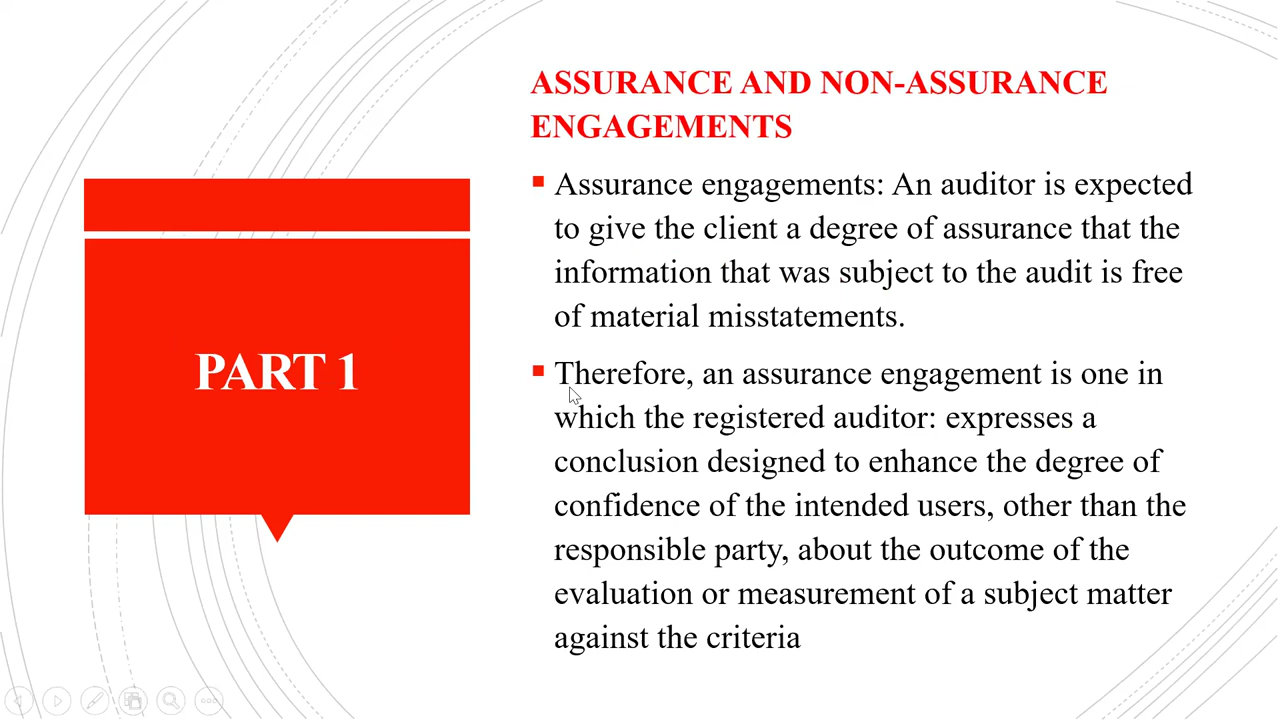 PART 1
ASSURANCE AND NON-ASSURANCE
ENGAGEMENTS
Assurance engagements: An auditor is expected
to give the client a degree of assurance that the
information that was subject to the audit is free
of material misstatements.
Therefore, an assurance engagement is one in
which the registered auditor: expresses a
conclusion designed to enhance the degree of
confidence of the intended users, other than the
responsible party, about the outcome of the
evaluation or measurement of a subject matter
against the criteria